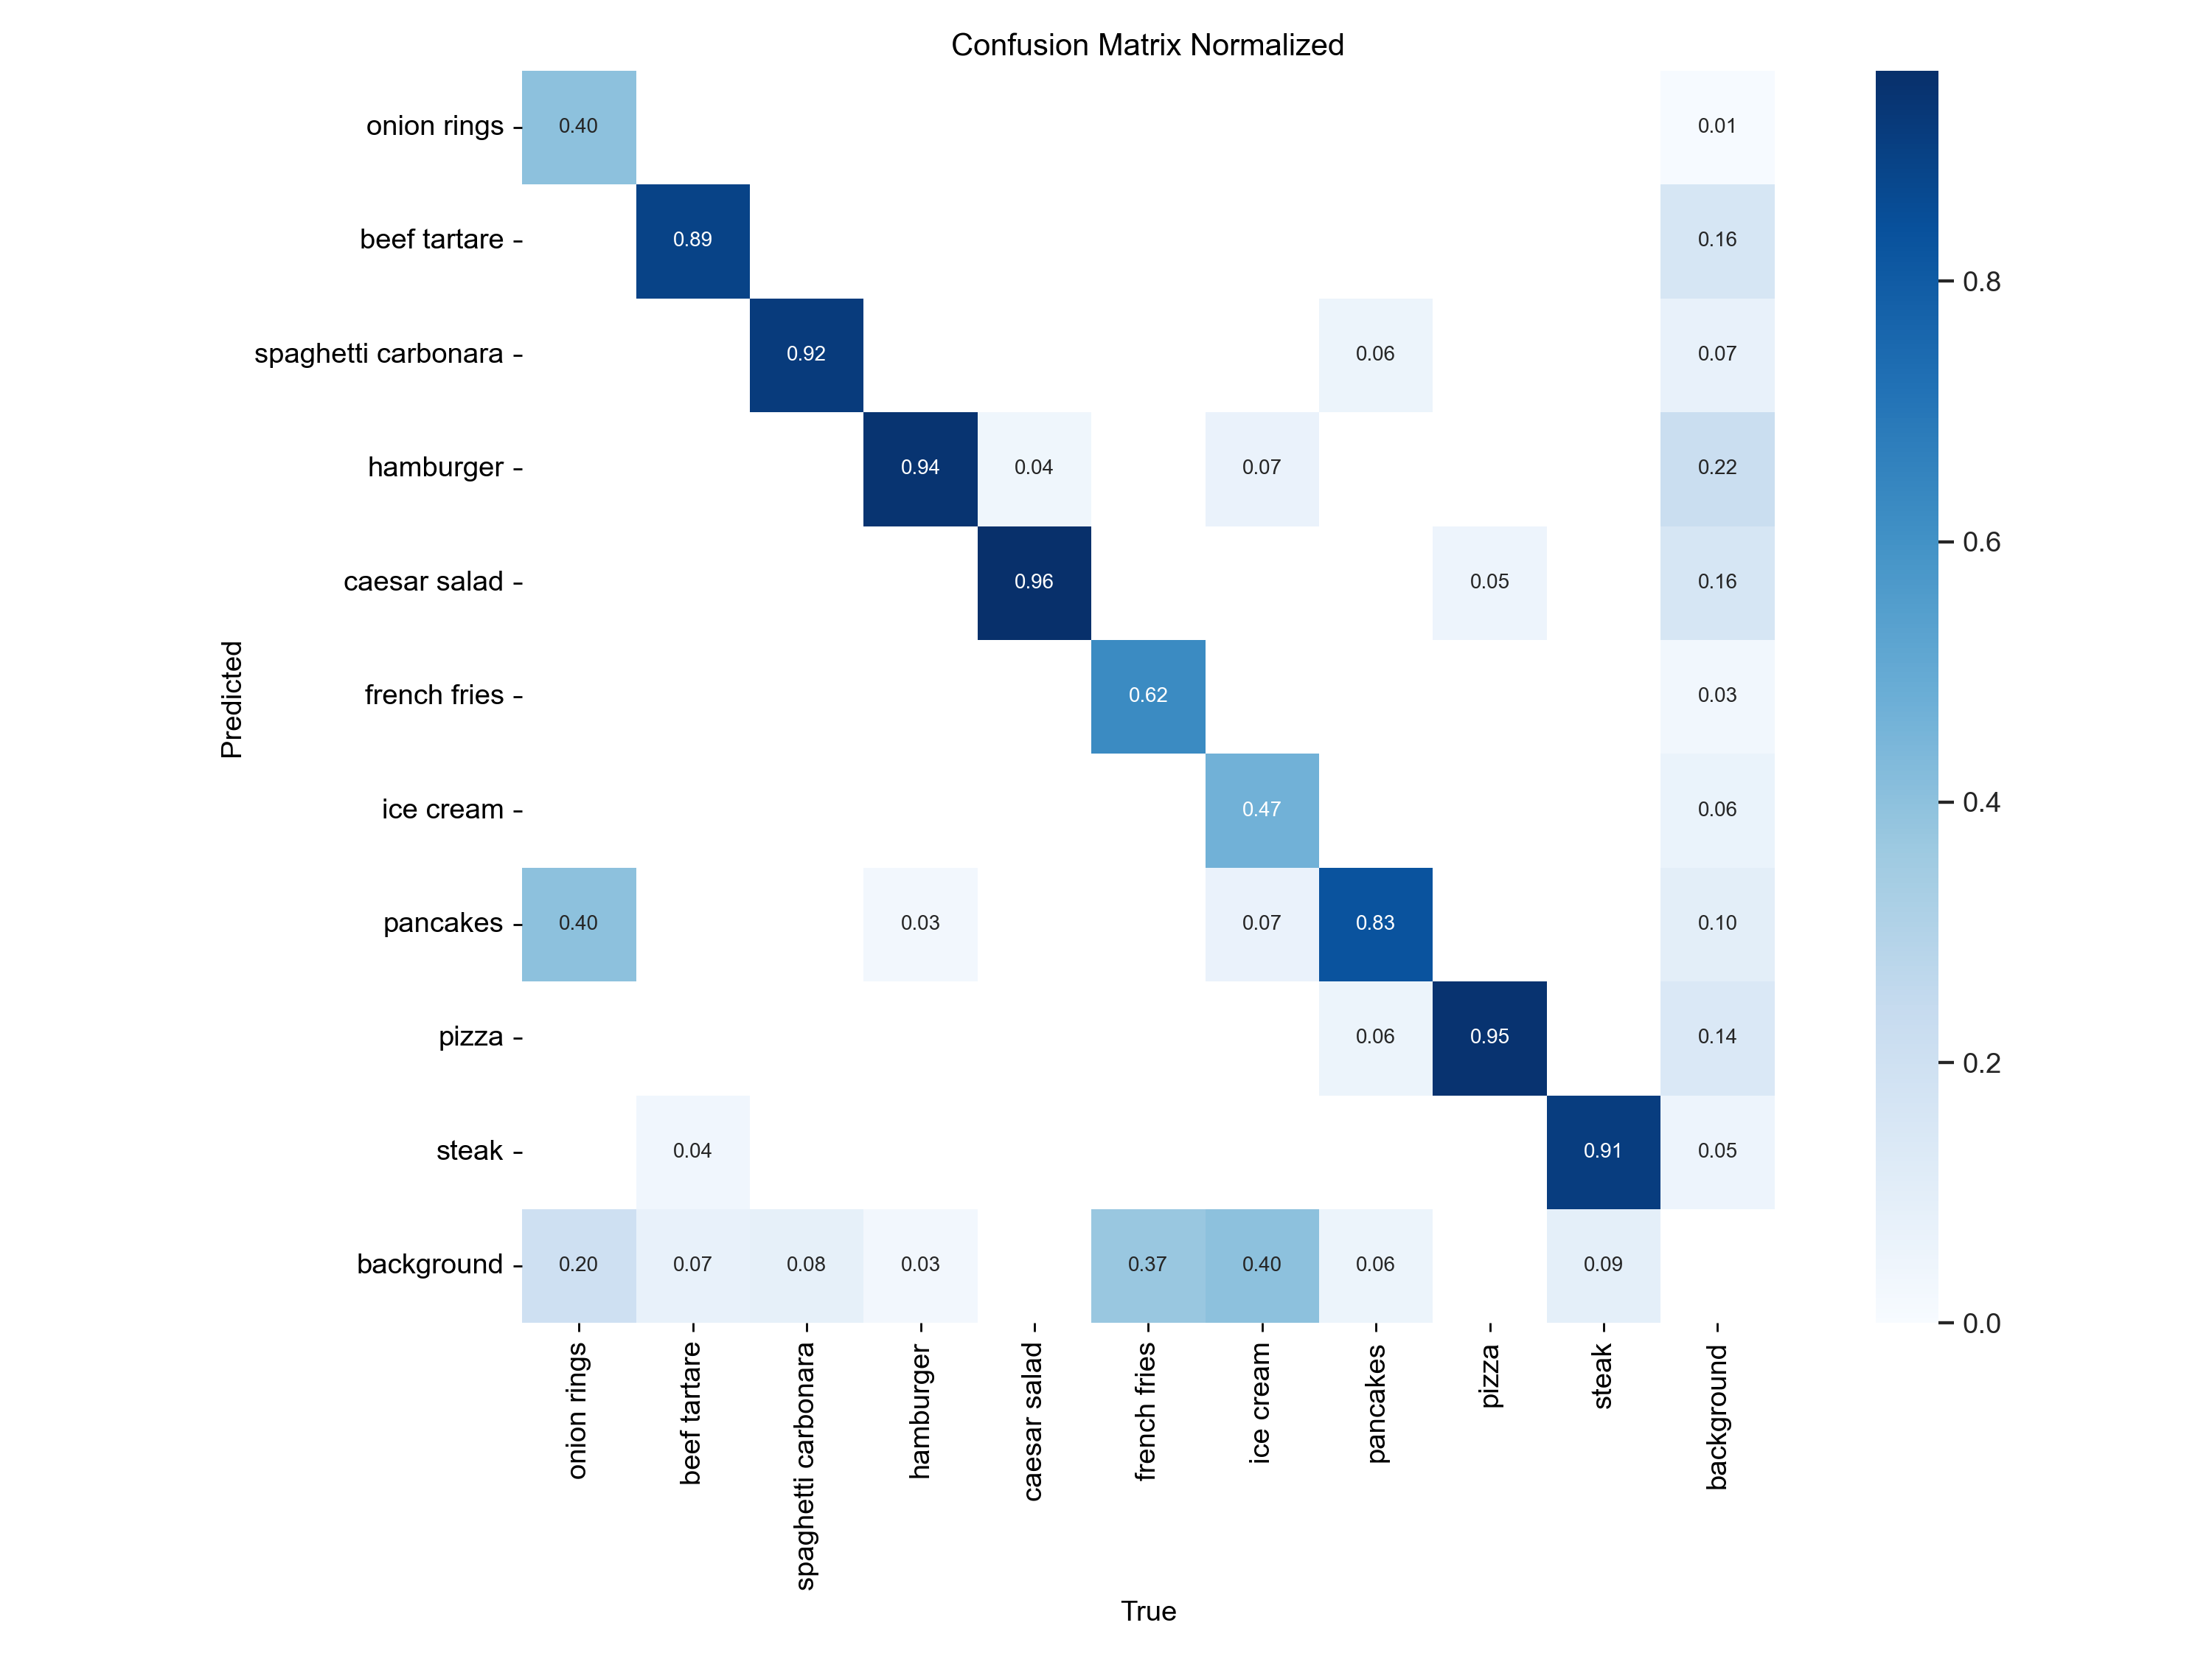 Confusion Matrix Normalized
onion rings 0.40 0.01
beef tartare 0.89 0.16
spaghetti carbonara 0.92 0.06 0.07
hamburger 0.94 0.04 0.07 0.22
caesar salad 0.96 0.05 0.16
french fries 0.62 0.03
ice cream 0.47 0.06
pancakes 0.40 0.03 0.07 0.83 0.10
pizza 0.06 0.95 0.14
steak 0.04 0.91 0.05
background 0.20 0.07 0.08 0.03 0.37 0.40 0.06 0.09
Predicted
onion rings
beef tartare
spaghetti carbonara
hamburger
caesar salad
french fries
ice cream
pancakes
pizza
steak
background
True
0.8
0.6
0.4
0.2
0.0